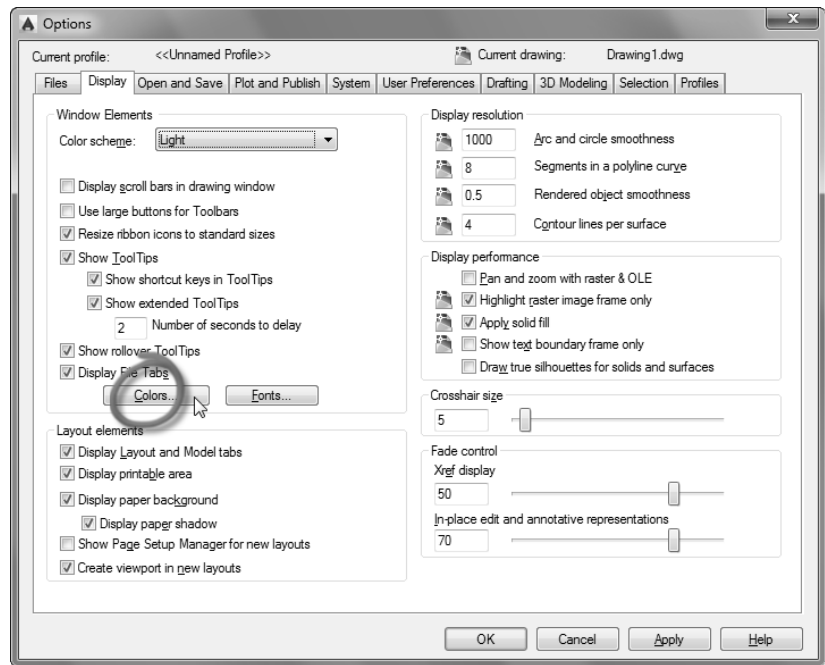 Options
Current profile: <<Unnamed Profile>> Current drawing: Drawing1.dwg
Files Display Open and Save Plot and Publish System User Preferences Drafting 3D Modeling Selection Profiles
Window Elements
Color scheme: Light
Display scroll bars in drawing window
Use large buttons for Toolbars
Resize ribbon icons to standard sizes
Show ToolTips
Show shortcut keys in ToolTips
Show extended ToolTips
2 Number of seconds to delay
Show rollover ToolTips
Display File Tabs
Colors... Fonts...
Layout elements
Display Layout and Model tabs
Display printable area
Display paper background
Display paper shadow
Show Page Setup Manager for new layouts
Create viewport in new layouts
Display resolution
1000 Arc and circle smoothness
8 Segments in a polyline curve
0.5 Rendered object smoothness
4 Contour lines per surface
Display performance
Pan and zoom with raster & OLE
Highlight raster image frame only
Apply solid fill
Show text boundary frame only
Draw true silhouettes for solids and surfaces
Crosshair size
5
Fade control
Xref display
50
In-place edit and annotative representations
70
OK Cancel Apply Help